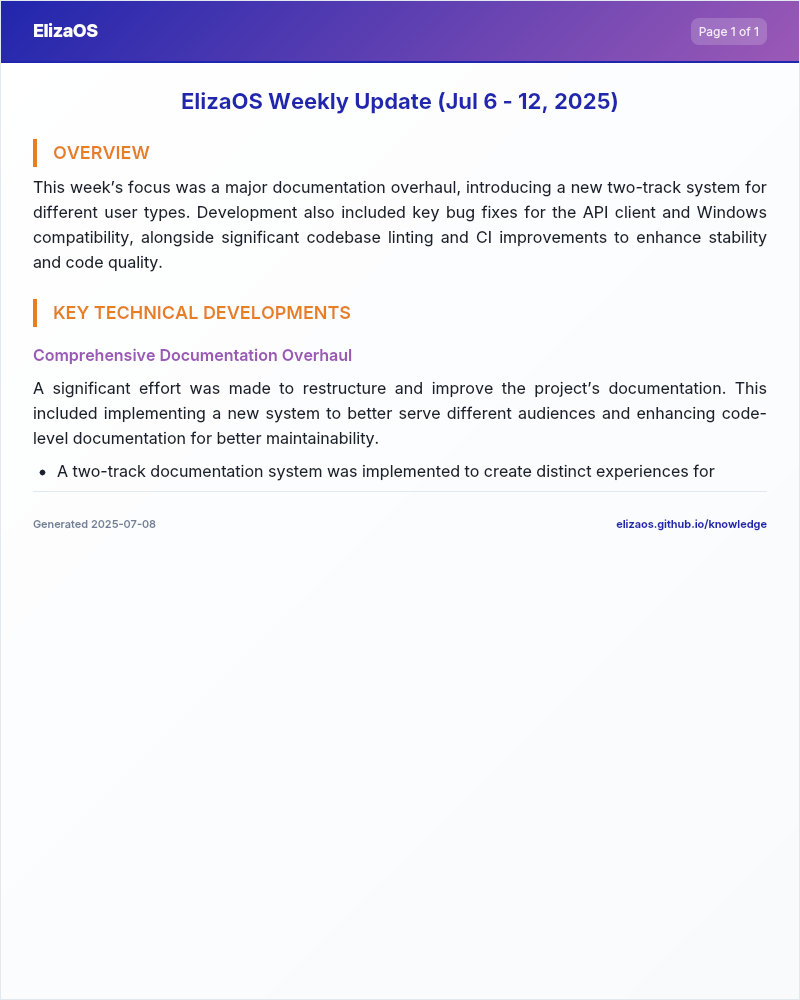 ElizaOS
Page 1 of 1
ElizaOS Weekly Update (Jul 6 - 12, 2025)
OVERVIEW
This week's focus was a major documentation overhaul, introducing a new two-track system for
different user types. Development also included key bug fixes for the API client and Windows
compatibility, alongside significant codebase linting and CI improvements to enhance stability
and code quality.
KEY TECHNICAL DEVELOPMENTS
Comprehensive Documentation Overhaul
A significant effort was made to restructure and improve the project's documentation. This
included implementing a new system to better serve different audiences and enhancing code-
level documentation for better maintainability.
• A two-track documentation system was implemented to create distinct experiences for
Generated 2025-07-08
elizaos.github.io/knowledge